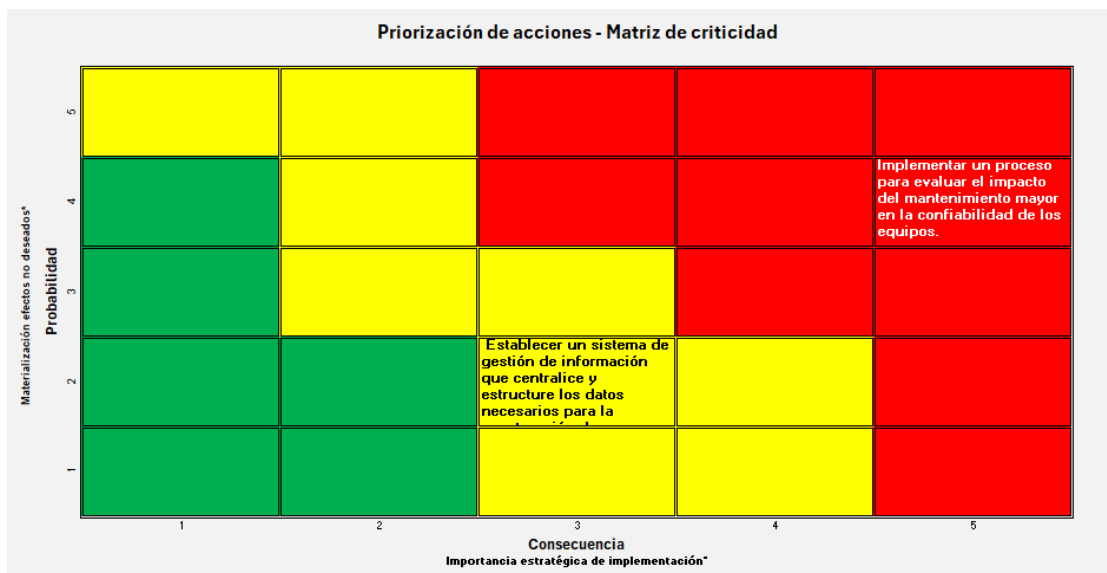 Priorización de acciones - Matriz de criticidad
Materialización efectos no deseados*
Probabilidad
5
4
Implementar un proceso
para evaluar el impacto
del mantenimiento mayor
en la confiabilidad de los
equipos.
3
2
Establecer un sistema de
gestión de información
que centralice y
estructure los datos
necesarios para la
1
1
2
3
4
5
Consecuencia
Importancia estratégica de implementación*